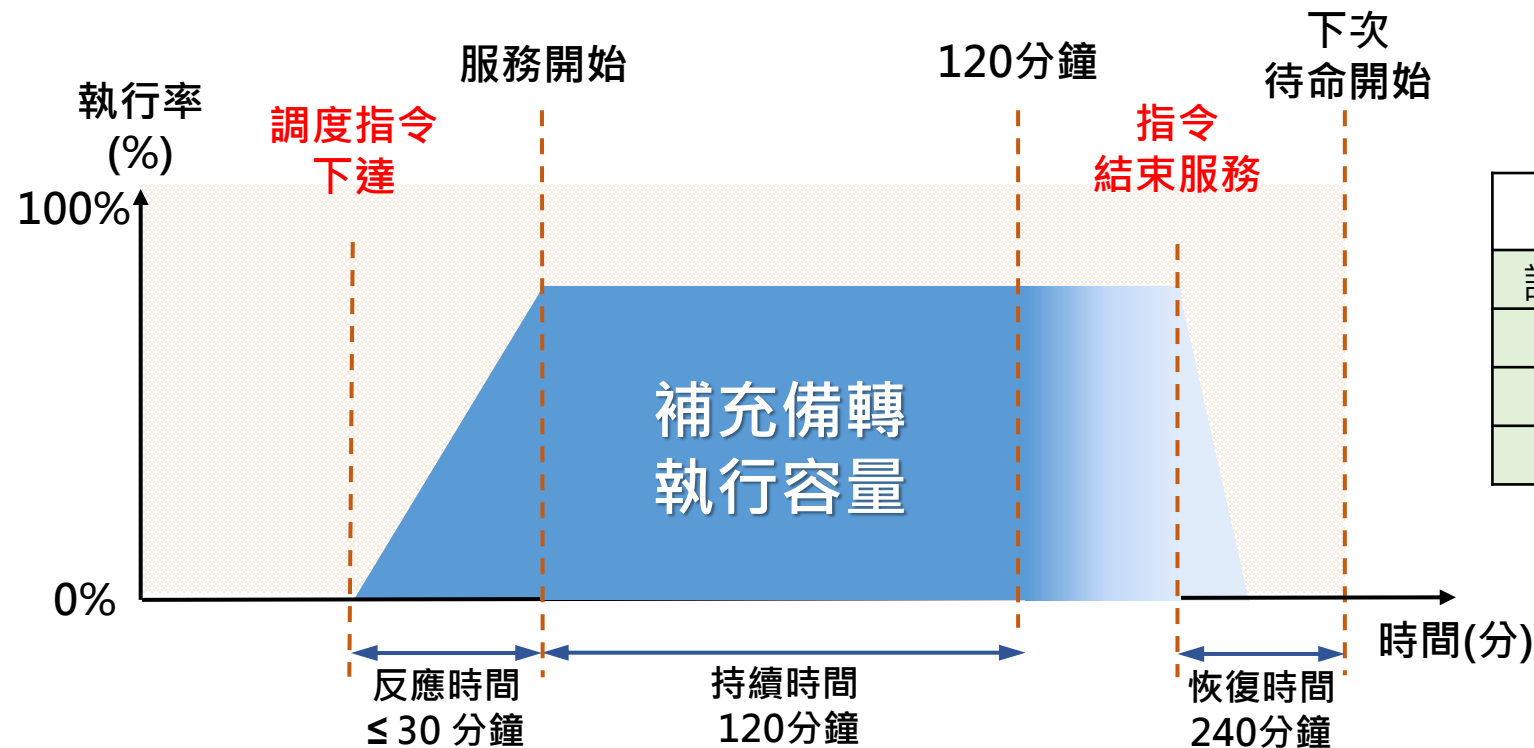 下次
待命開始
服務開始
120分鐘
執行率
(%)
調度指令
下達
指令
結束服務
100%
補充備轉
執行容量
0%
時間(分)
反應時間
≤ 30 分鐘
持續時間
120分鐘
恢復時間
240分鐘